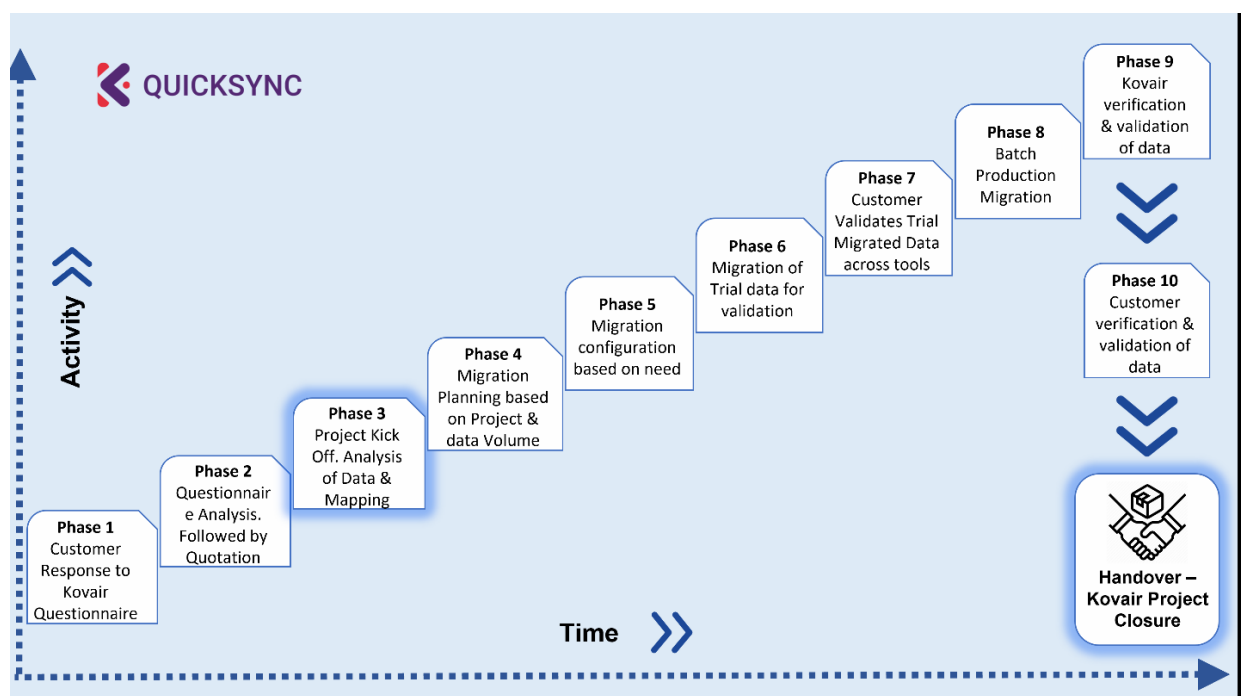 QUICKSYNC
Activity
Phase 1
Customer
Response to
Kovair
Questionnaire
Phase 2
Questionnair
e Analysis.
Followed by
Quotation
Phase 3
Project Kick
Off. Analysis
of Data &
Mapping
Phase 4
Migration
Planning based
on Project &
data Volume
Phase 5
Migration
configuration
based on need
Phase 6
Migration of
Trial data for
validation
Phase 7
Customer
Validates Trial
Migrated Data
across tools
Phase 8
Batch
Production
Migration
Phase 9
Kovair
verification
& validation
of data
Phase 10
Customer
verification &
validation of
data
Handover –
Kovair Project
Closure
Time